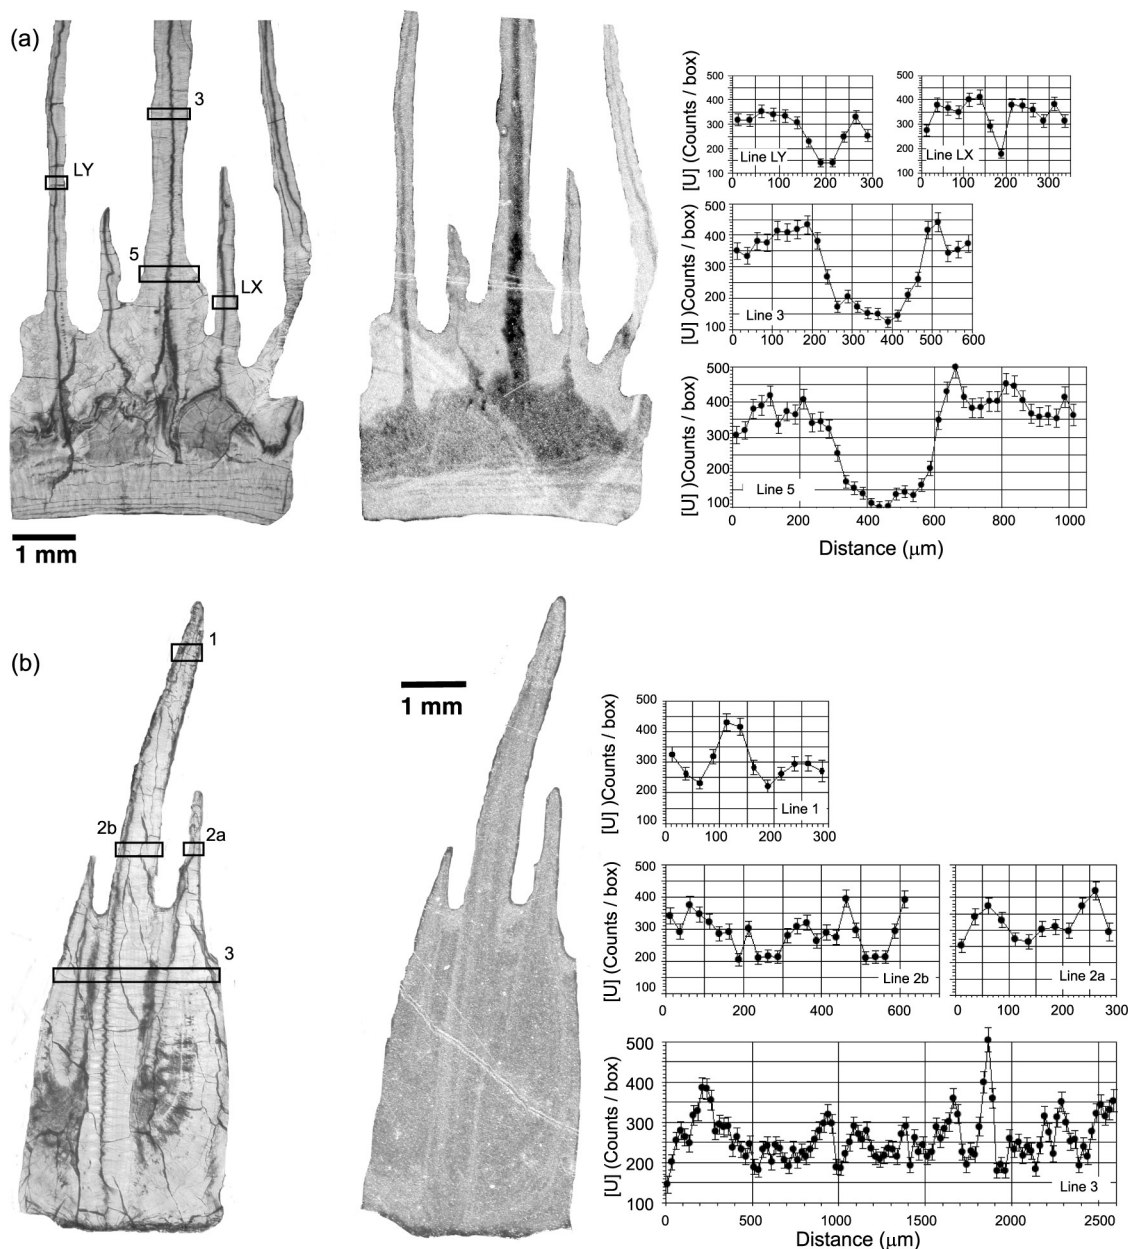 (a)
3
LY
5
LX
1 mm
[U] (Counts / box)
500
400
300
200
100
Line LY
0 100 200 300
500
400
300
200
100
Line LX
0 100 200 300
[U] )Counts / box)
500
400
300
200
100
Line 3
0 200 400 600
[U] )Counts / box)
500
400
300
200
100
Line 5
0 200 400 600 800 1000
Distance (μm)
(b)
1
2b
2a
3
1 mm
[U] )Counts / box)
500
400
300
200
100
Line 1
0 100 200 300
[U] (Counts / box)
500
400
300
200
100
Line 2b
0 200 400 600
500
400
300
200
100
Line 2a
0 100 200 300
[U] (Counts / box)
500
400
300
200
100
Line 3
0 500 1000 1500 2000 2500
Distance (μm)